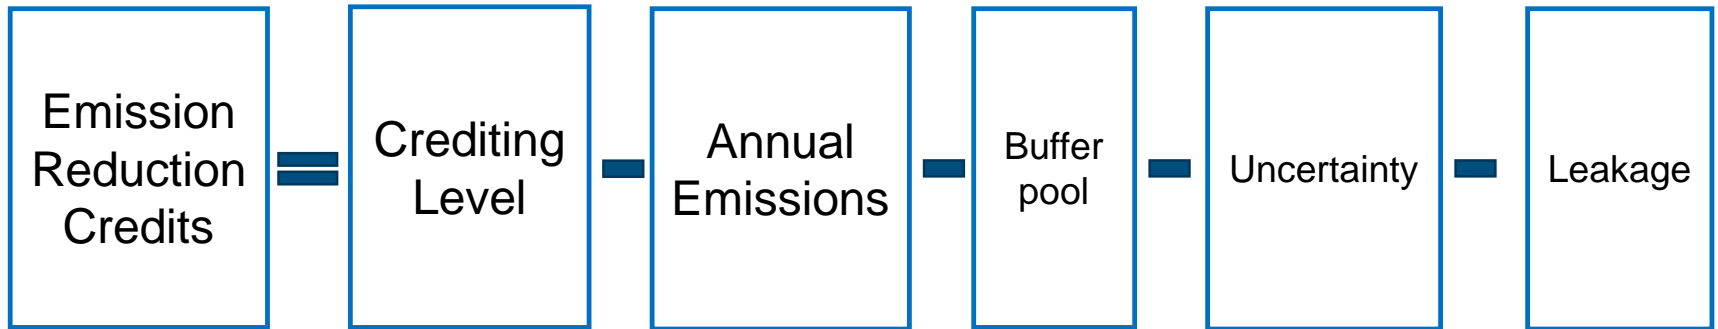 Emission
Reduction
Credits
=
Crediting
Level
-
Annual
Emissions
-
Buffer
pool
-
Uncertainty
-
Leakage